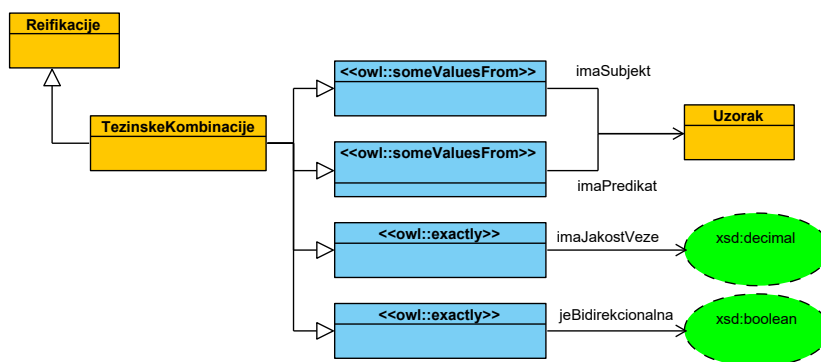 Reifikacije
<<owl::someValuesFrom>>
imaSubjekt
TezinskeKombinacije
Uzorak
<<owl::someValuesFrom>>
imaPredikat
<<owl::exactly>>
imaJakostVeze
xsd:decimal
<<owl::exactly>>
jeBidirekcionalna
xsd:boolean